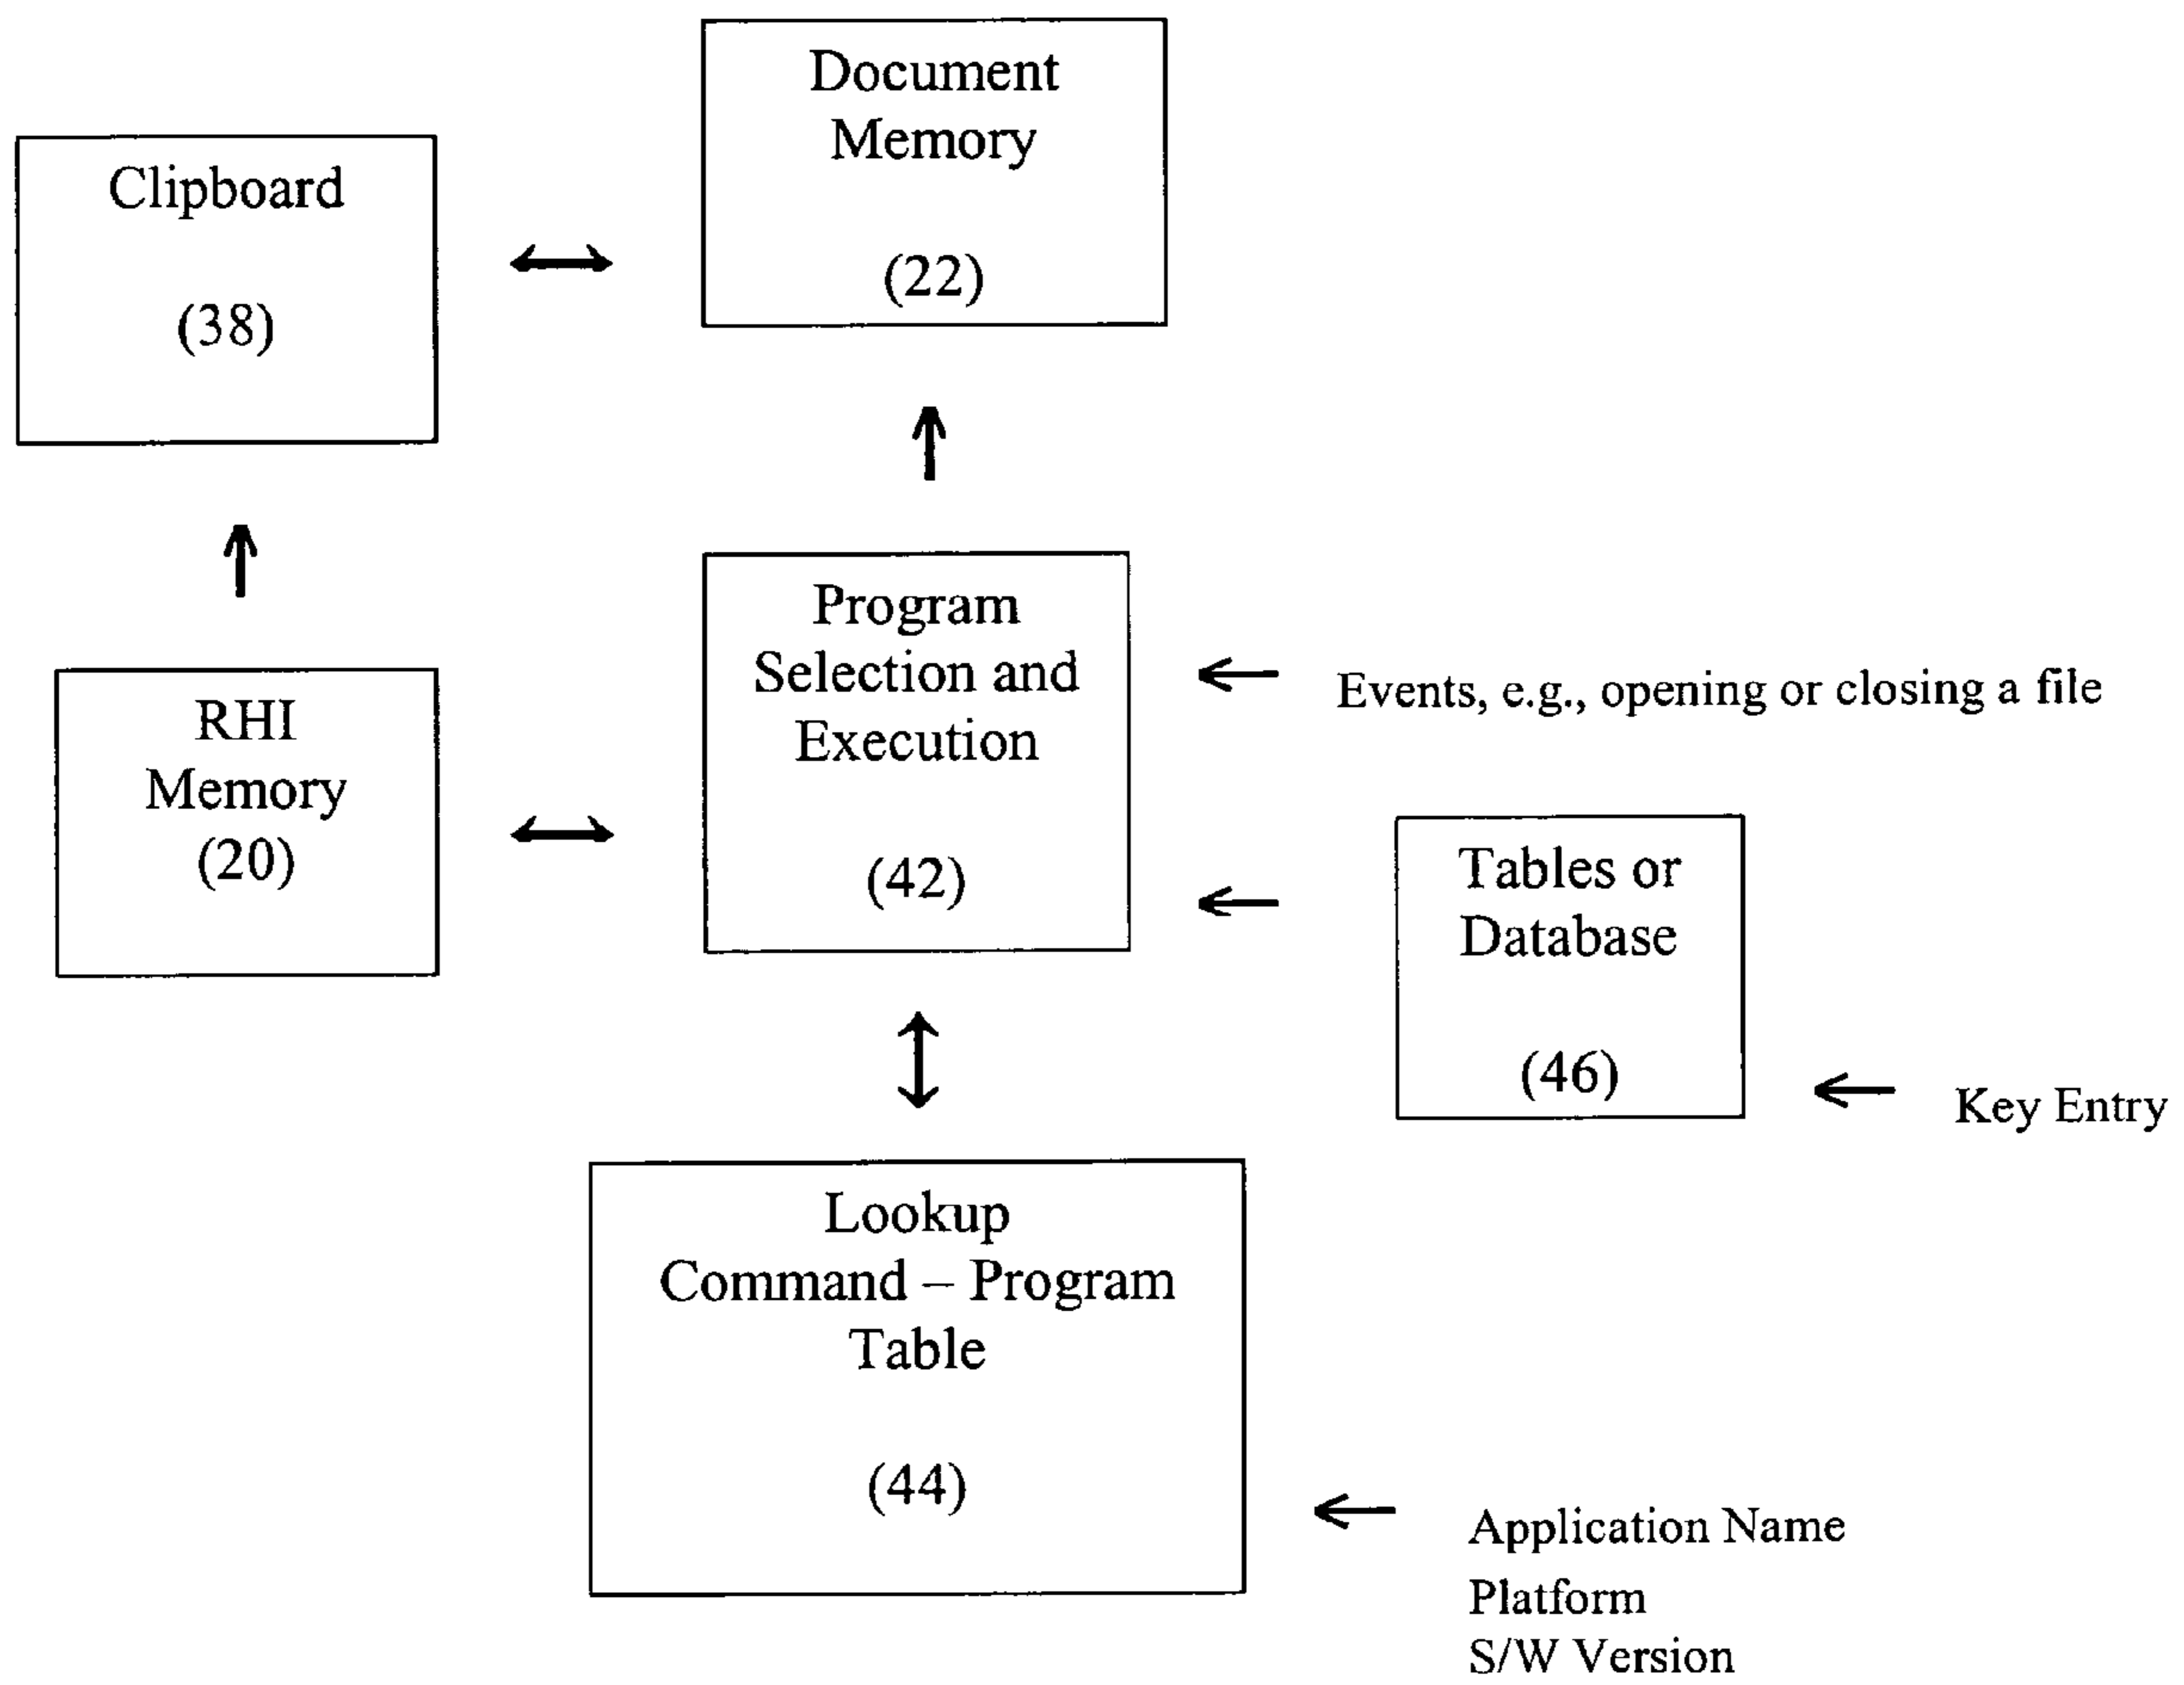 Document
Memory
(22)
Clipboard
(38)
Program
Selection and
Execution
(42)
Events, e.g., opening or closing a file
RHI
Memory
(20)
Tables or
Database
(46)
Key Entry
Lookup
Command – Program
Table
(44)
Application Name
Platform
S/W Version